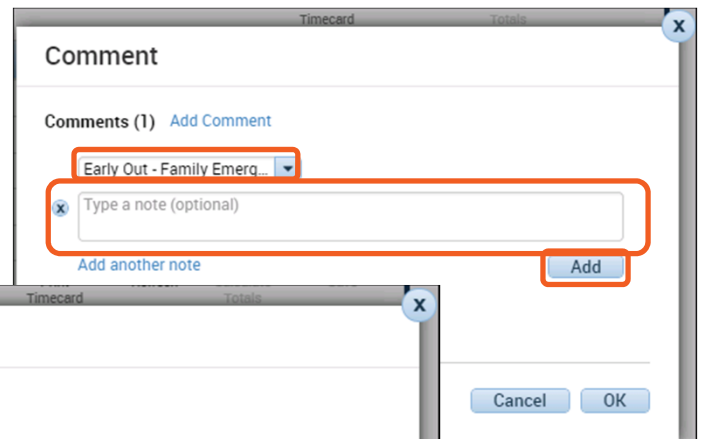 Timecard Totals
X
Comment
Comments (1) Add Comment
Early Out - Family Emerg...
x Type a note (optional)
Add another note Add
Timecard Totals
X
Cancel OK